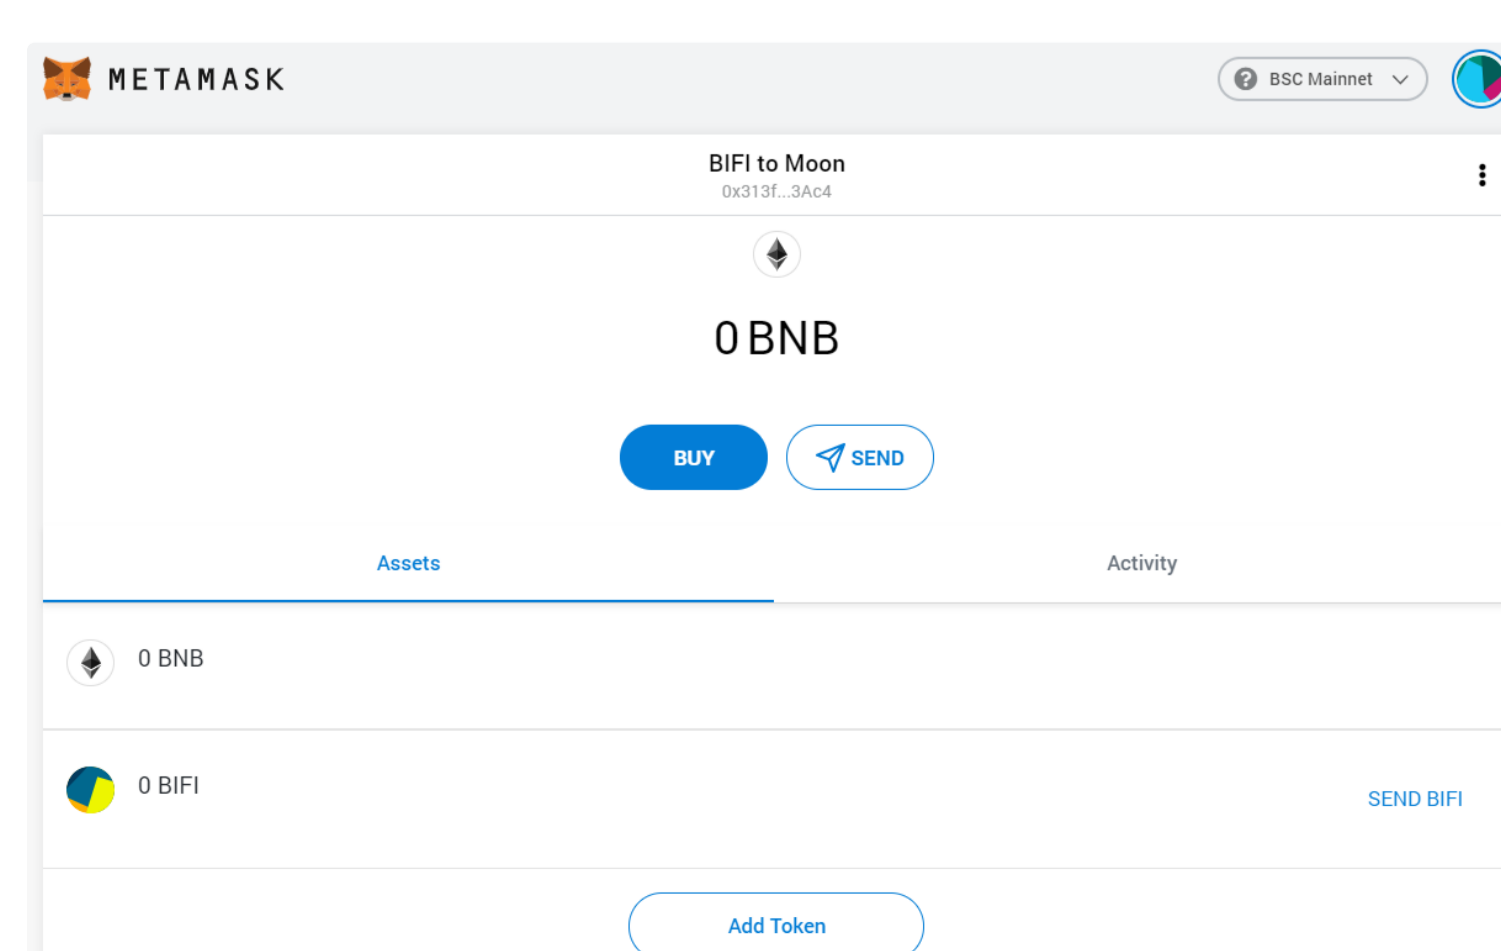 METAMASK
BSC Mainnet
BIFI to Moon
0x313f...3Ac4
0 BNB
BUY
SEND
Assets
Activity
0 BNB
0 BIFI
SEND BIFI
Add Token